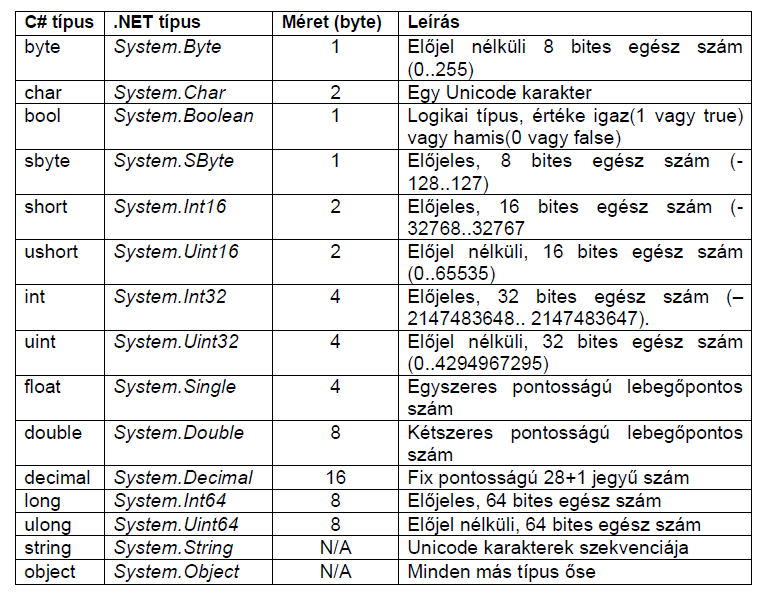 C# típus .NET típus Méret (byte) Leírás
byte System.Byte 1 Előjel nélküli 8 bites egész szám
(0..255)
char System.Char 2 Egy Unicode karakter
bool System.Boolean 1 Logikai típus, értéke igaz(1 vagy true)
vagy hamis(0 vagy false)
sbyte System.SByte 1 Előjeles, 8 bites egész szám (-
128..127)
short System.Int16 2 Előjeles, 16 bites egész szám (-
32768..32767
ushort System.Uint16 2 Előjel nélküli, 16 bites egész szám
(0..65535)
int System.Int32 4 Előjeles, 32 bites egész szám (–
2147483648.. 2147483647).
uint System.Uint32 4 Előjel nélküli, 32 bites egész szám
(0..4294967295)
float System.Single 4 Egyszeres pontosságú lebegőpontos
szám
double System.Double 8 Kétszeres pontosságú lebegőpontos
szám
decimal System.Decimal 16 Fix pontosságú 28+1 jegyű szám
long System.Int64 8 Előjeles, 64 bites egész szám
ulong System.Uint64 8 Előjel nélküli, 64 bites egész szám
string System.String N/A Unicode karakterek szekvenciája
object System.Object N/A Minden más típus őse